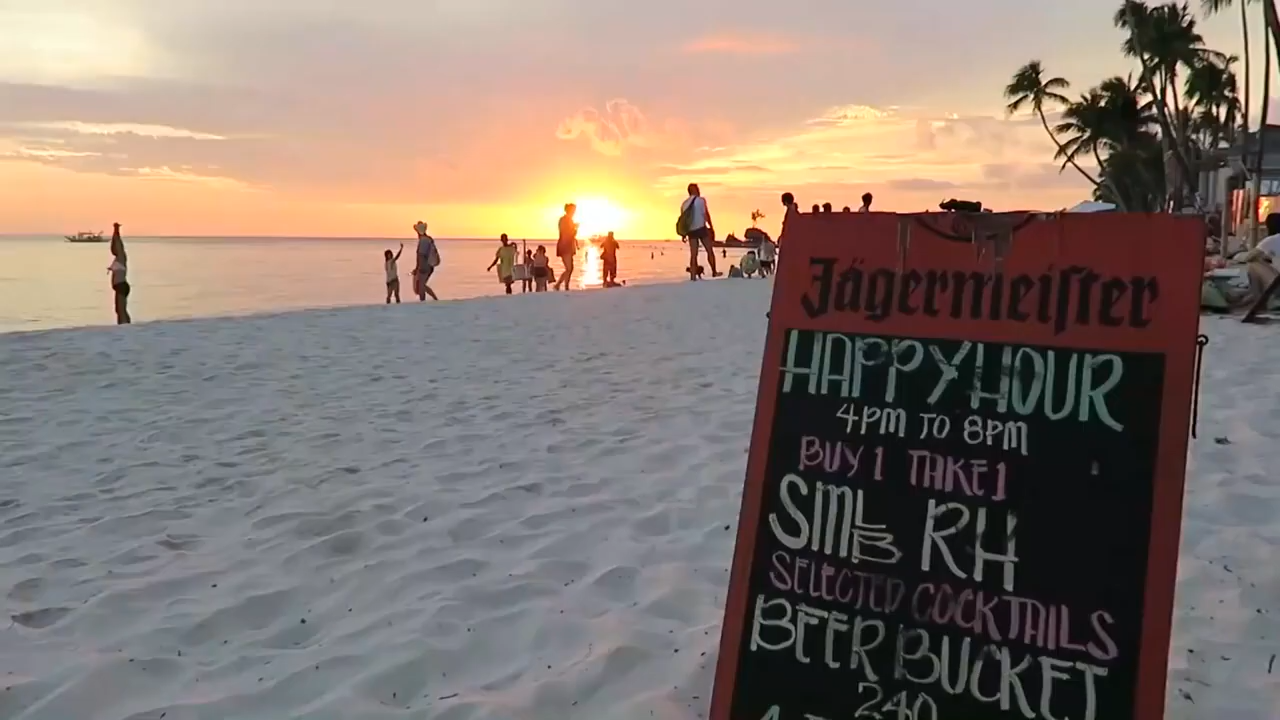 Jägermeister
HAPPY HOUR
4PM TO 8PM
BUY 1 TAKE 1
SML RH
B
SELECTED COCKTAILS
BEER BUCKET
240